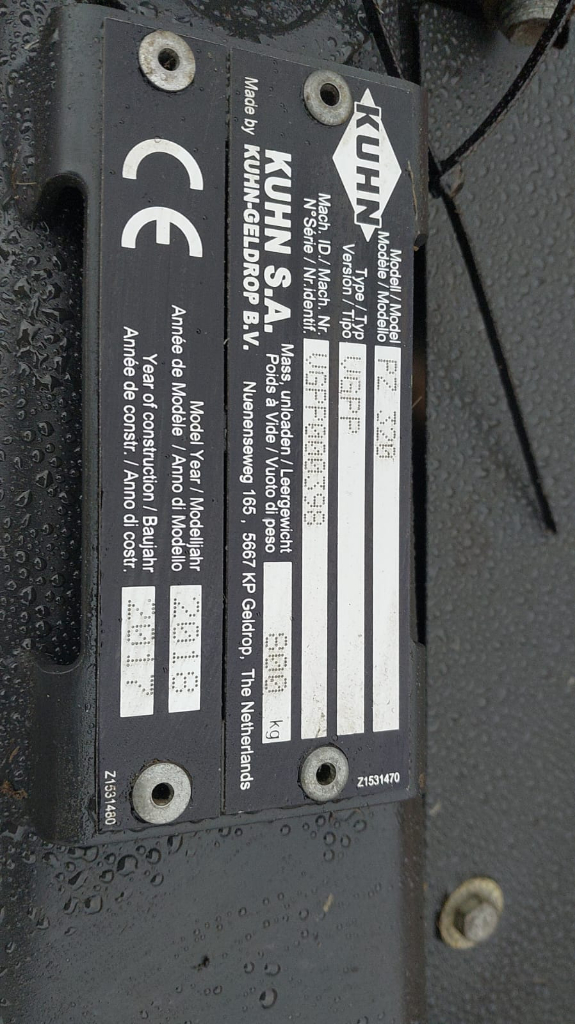 KUHN
Modell / Model
Modèle / Modello
PZ 320
Type / Typ
Version / Tipo
VGPP
Mach. ID. / Mach. Nr.
N°Série / Nr.identif.
VGPP000398
Mass, unloaden / Leergewicht
Poids à Vide / Vuoto di peso
800 kg
KUHN S.A.
Made by KUHN-GELDROP B.V. Nuenenseweg 165 , 5667 KP Geldrop, The Netherlands
Z1531470
CE
Model Year / Modelljahr
Année de Modèle / Anno di Modello
2018
Year of construction / Baujahr
Année de constr. / Anno di costr.
2017
Z1531480